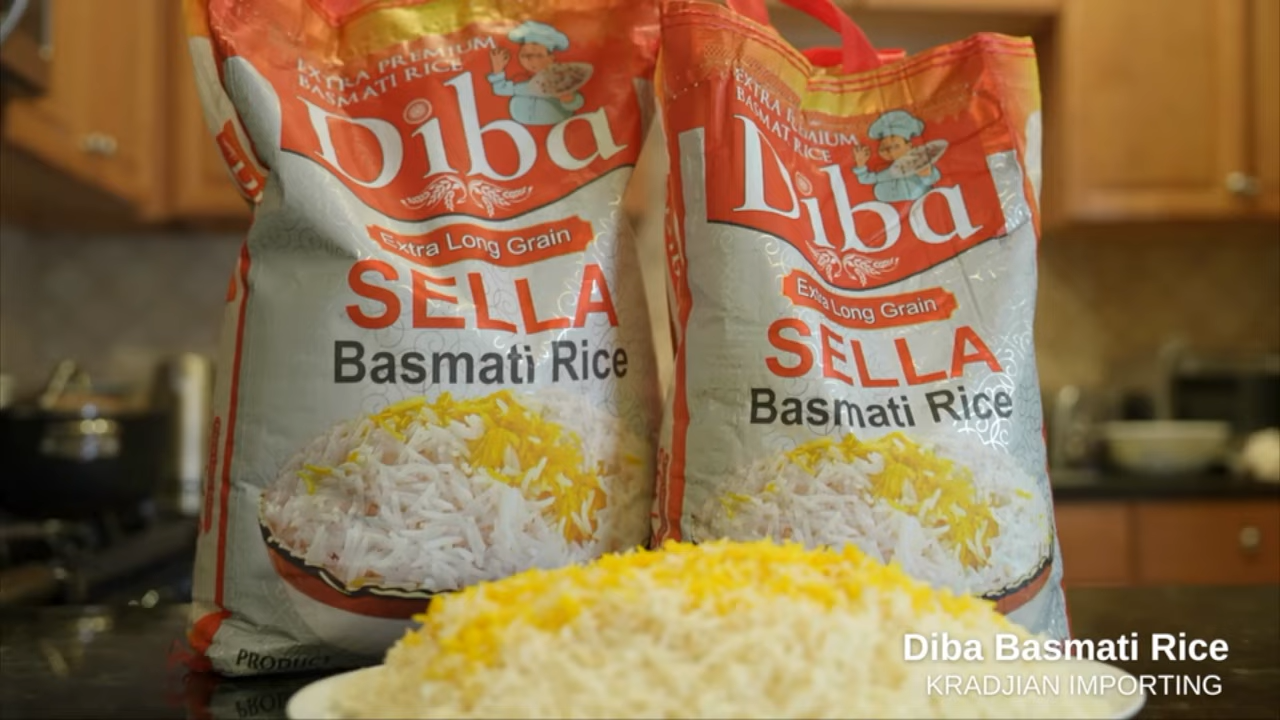 EXTRA PREMIUM
BASMATI RICE
Diba
Extra Long Grain
SELLA
Basmati Rice
EXTRA PREMIUM
BASMATI RICE
Diba
Extra Long Grain
SELLA
Basmati Rice
Diba Basmati Rice
KRADJIAN IMPORTING